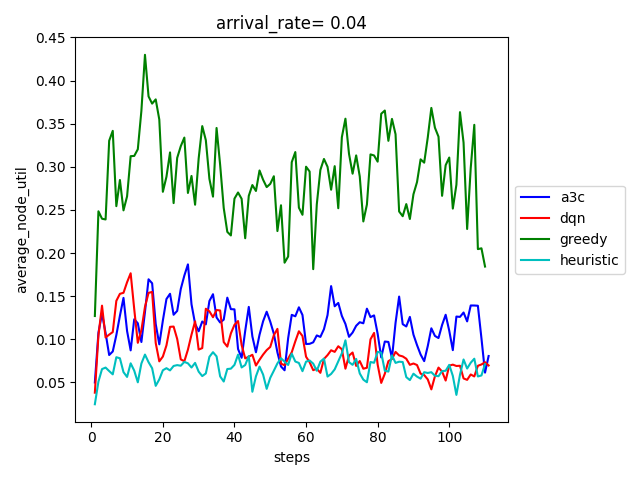 arrival_rate= 0.04
average_node_util
0.45
0.40
0.35
0.30
0.25
0.20
0.15
0.10
0.05
0 20 40 60 80 100
steps
a3c
dqn
greedy
heuristic